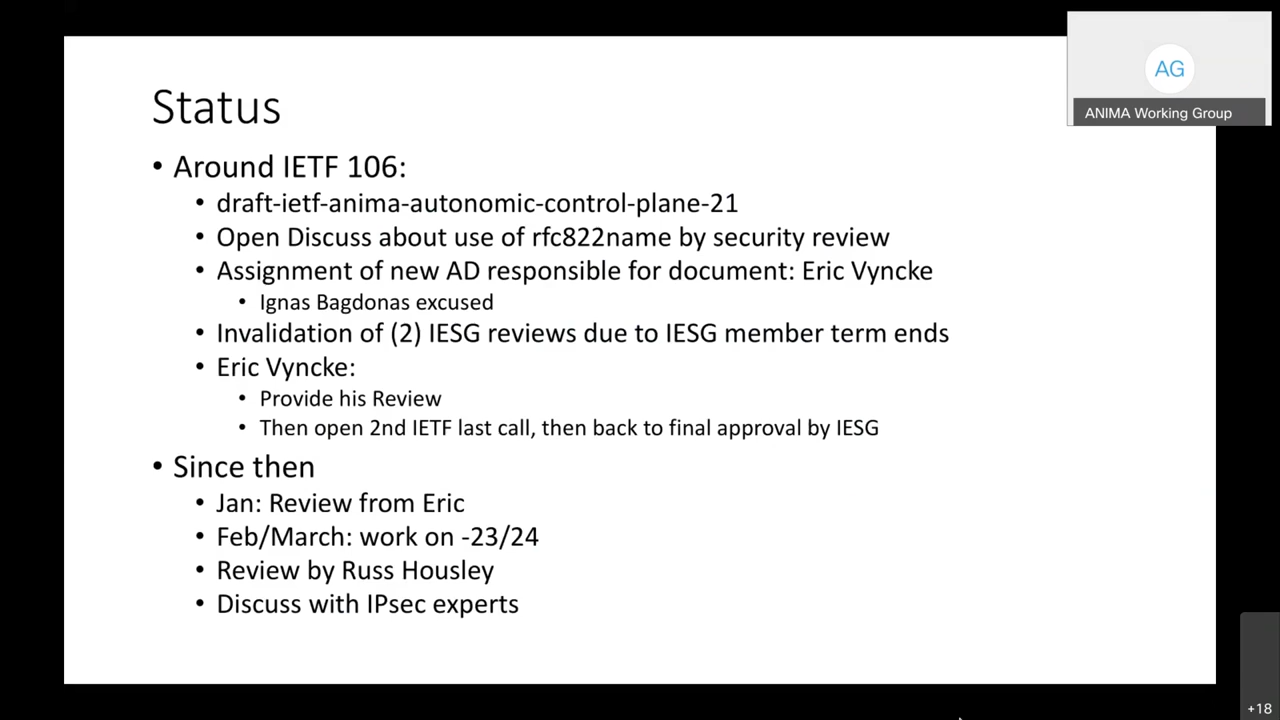 Status
• Around IETF 106:
• draft-ietf-anima-autonomic-control-plane-21
• Open Discuss about use of rfc822name by security review
• Assignment of new AD responsible for document: Eric Vyncke
• Ignas Bagdonas excused
• Invalidation of (2) IESG reviews due to IESG member term ends
• Eric Vyncke:
• Provide his Review
• Then open 2nd IETF last call, then back to final approval by IESG
• Since then
• Jan: Review from Eric
• Feb/March: work on -23/24
• Review by Russ Housley
• Discuss with IPsec experts
AG
ANIMA Working Group
+18